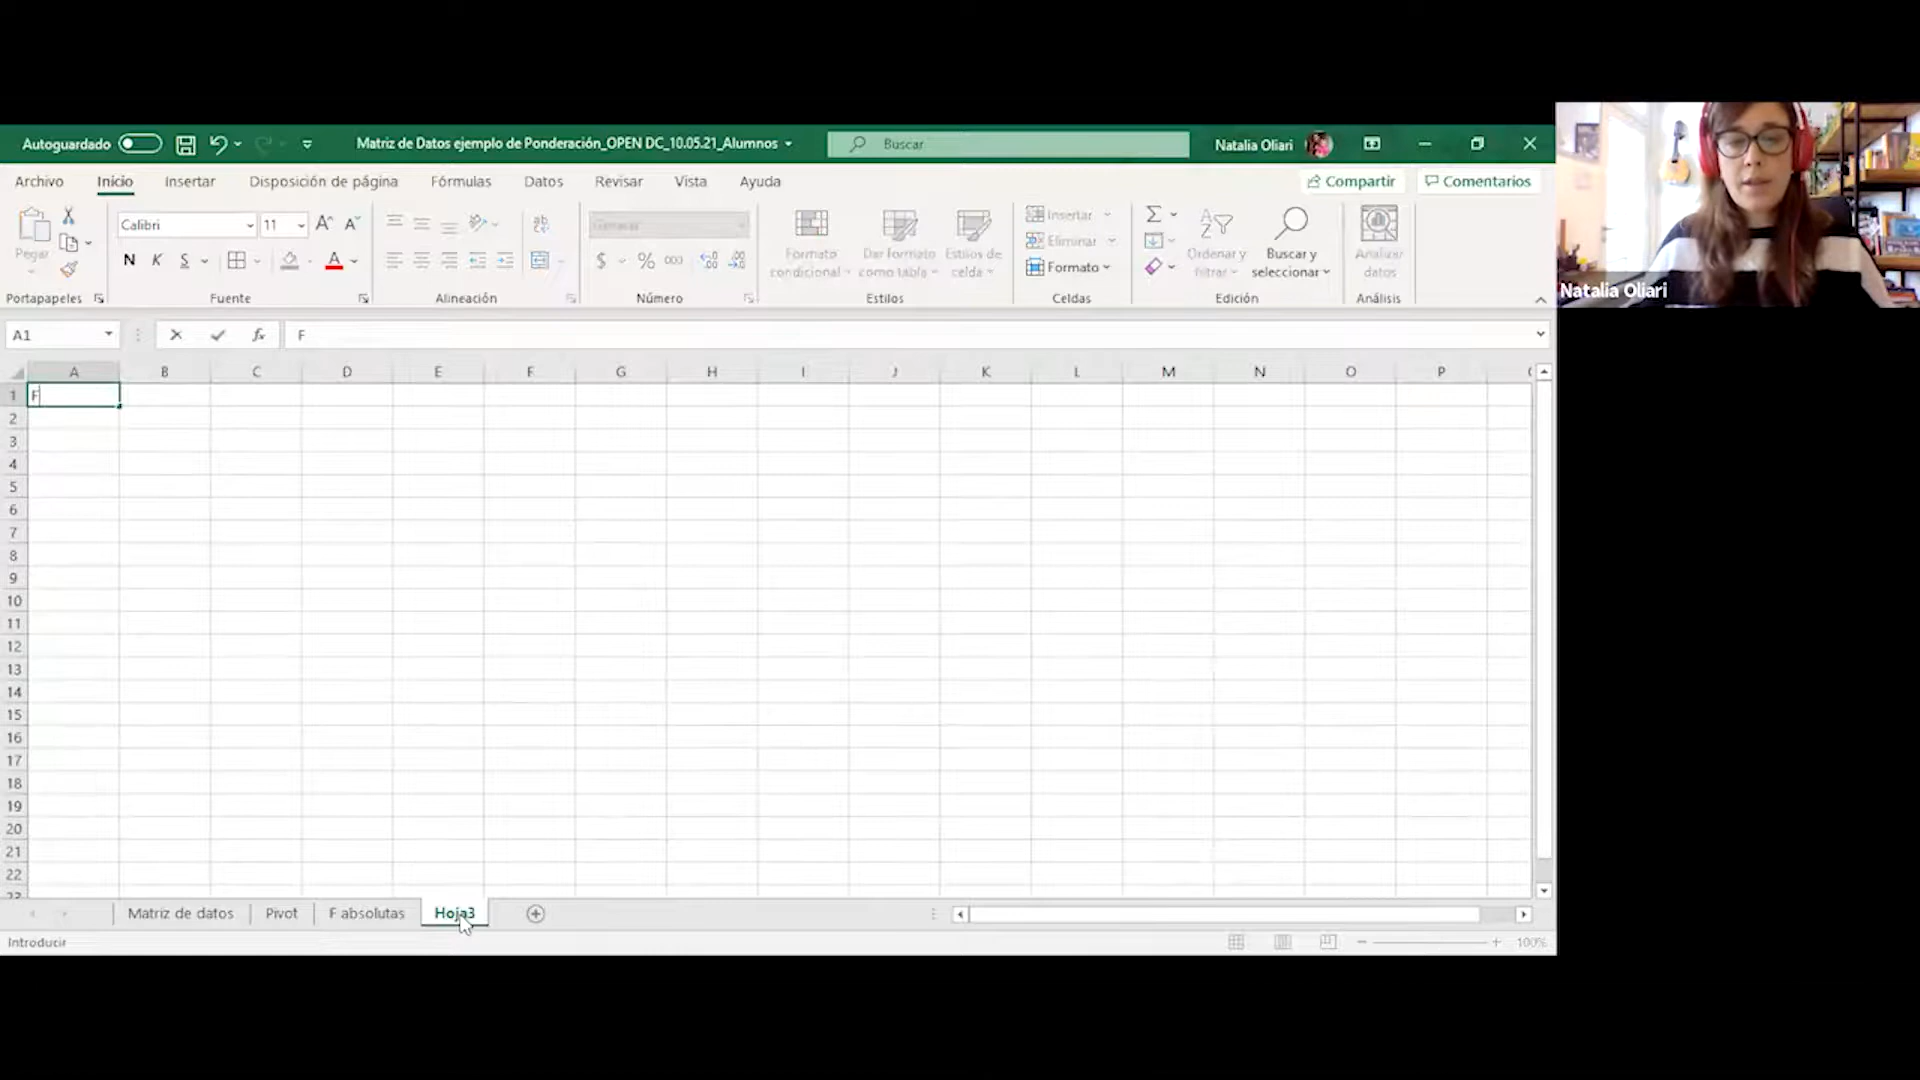 Autoguardado Matriz de Datos ejemplo de Ponderación_OPEN DC_10.05.21_Alumnos Buscar Natalia Oliari
Archivo Inicio Insertar Disposición de página Fórmulas Datos Revisar Vista Ayuda Compartir Comentarios
Pegar
Calibri 11
N K S
$ % 000
Formato condicional
Dar formato como tabla
Estilos de celda
Insertar
Eliminar
Formato
Ordenar y filtrar
Buscar y seleccionar
Analizar datos
Portapapeles Fuente Alineación Número Estilos Celdas Edición Análisis
Natalia Oliari
A1 fx F
A B C D E F G H I J K L M N O P
1 F
2
3
4
5
6
7
8
9
10
11
12
13
14
15
16
17
18
19
20
21
22
23
Matriz de datos Pivot F absolutas Hoja3
Introducir 100%